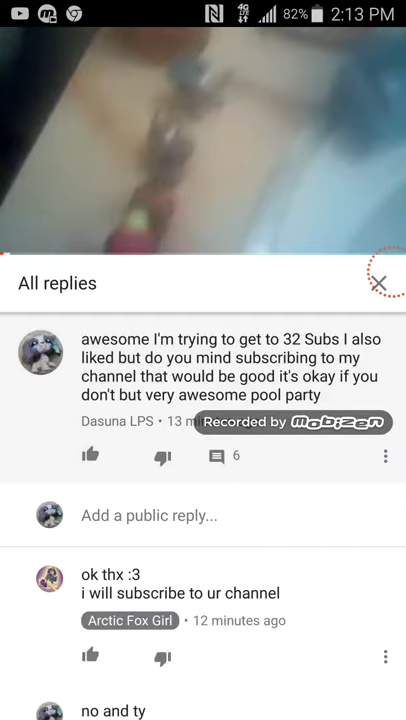 82% 2:13 PM
All replies
awesome I'm trying to get to 32 Subs I also
liked but do you mind subscribing to my
channel that would be good it's okay if you
don't but very awesome pool party
Dasuna LPS • 13 m
Recorded by MOBIZEN
6
Add a public reply...
ok thx :3
i will subscribe to ur channel
Arctic Fox Girl • 12 minutes ago
no and ty